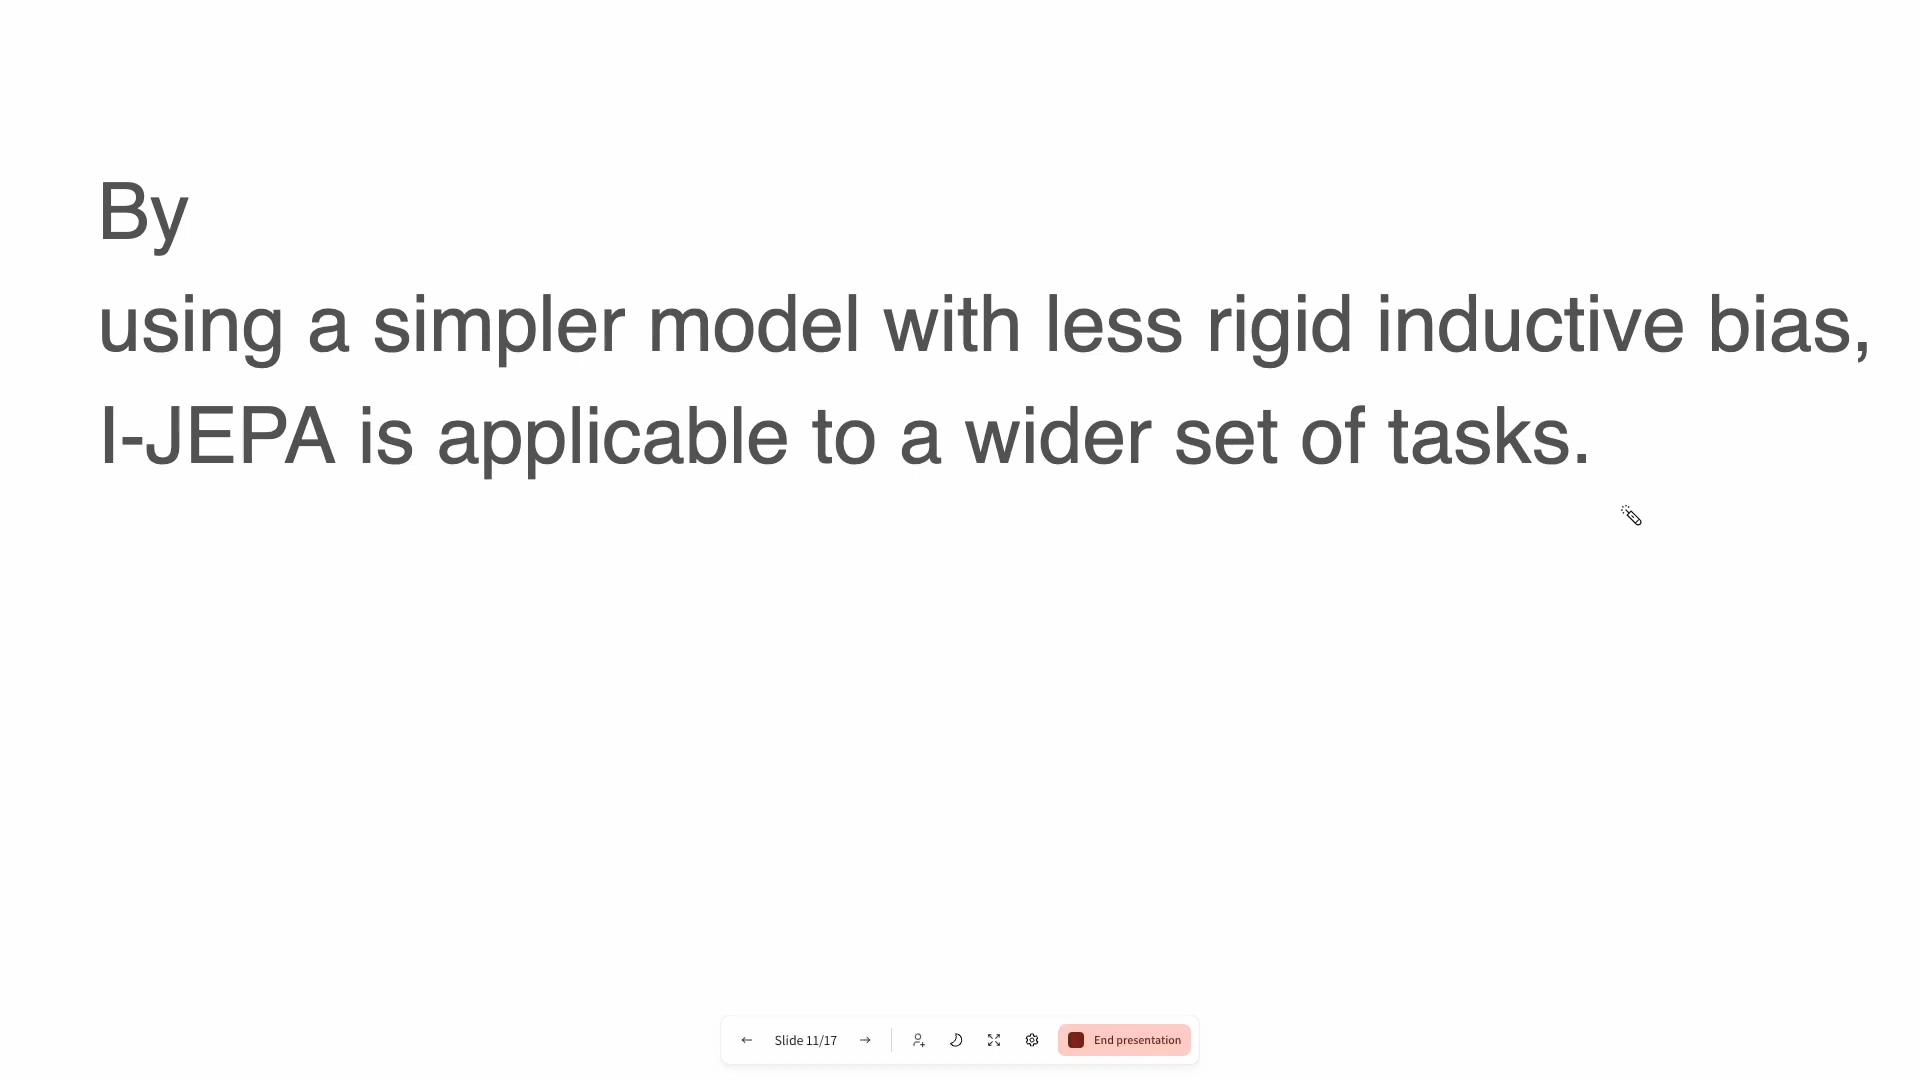 By
using a simpler model with less rigid inductive bias,
I-JEPA is applicable to a wider set of tasks.
Slide 11/17
End presentation